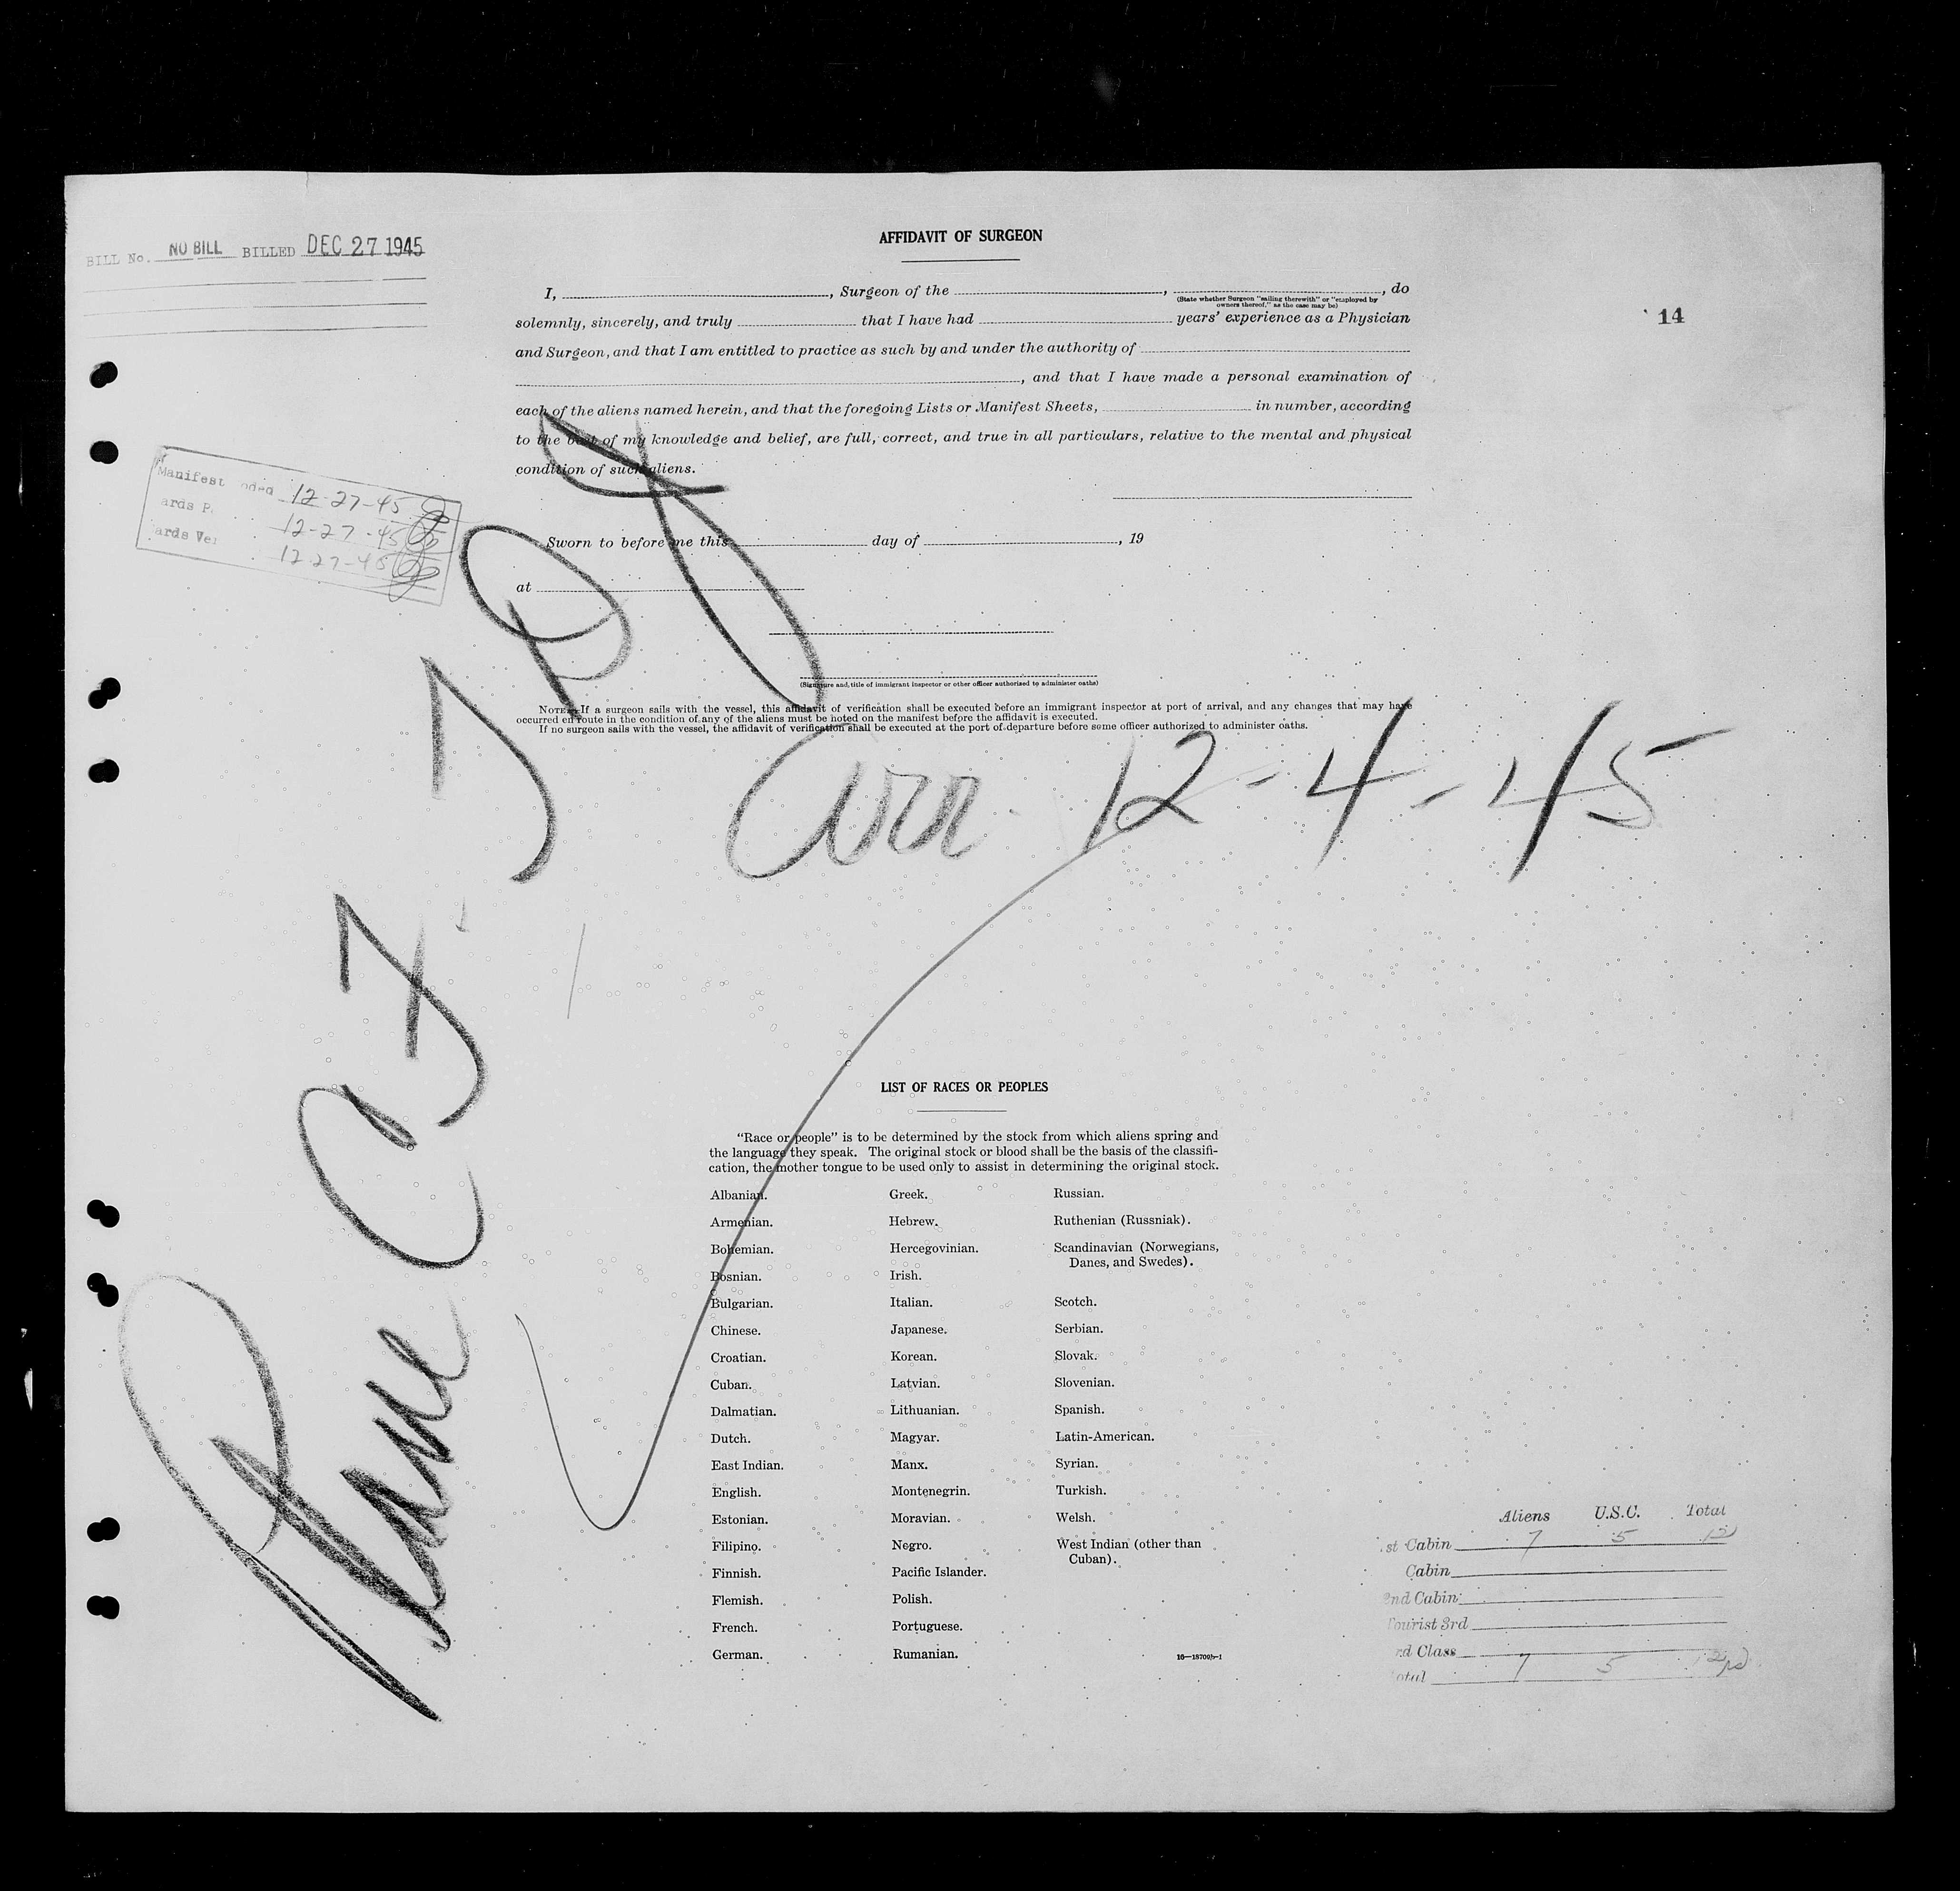 BILL No. NO BILL BILLED DEC 27 1945
AFFIDAVIT OF SURGEON
I, , Surgeon of the , , do
(State whether Surgeon "sailing therewith" or "employed by
owners thereof," as the case may be)
solemnly, sincerely, and truly that I have had years' experience as a Physician
14
and Surgeon, and that I am entitled to practice as such by and under the authority of
, and that I have made a personal examination of
each of the aliens named herein, and that the foregoing Lists or Manifest Sheets, in number, according
to the best of my knowledge and belief, are full, correct, and true in all particulars, relative to the mental and physical
condition of such aliens.
Manifest oded 12-27-45
ards P. 12-27-45
ards Ver 12-27-45
Sworn to before me this day of , 19
at
(Signature and title of immigrant inspector or other officer authorized to administer oaths)
NOTE.—If a surgeon sails with the vessel, this affidavit of verification shall be executed before an immigrant inspector at port of arrival, and any changes that may have
occurred en route in the condition of any of the aliens must be noted on the manifest before the affidavit is executed.
If no surgeon sails with the vessel, the affidavit of verification shall be executed at the port of departure before some officer authorized to administer oaths.
Plane CF-
Arr. 12-4-45
LIST OF RACES OR PEOPLES
"Race or people" is to be determined by the stock from which aliens spring and
the language they speak. The original stock or blood shall be the basis of the classifi-
cation, the mother tongue to be used only to assist in determining the original stock.
Albanian.
Armenian.
Bohemian.
Bosnian.
Bulgarian.
Chinese.
Croatian.
Cuban.
Dalmatian.
Dutch.
East Indian.
English.
Estonian.
Filipino.
Finnish.
Flemish.
French.
German.
Greek.
Hebrew.
Hercegovinian.
Irish.
Italian.
Japanese.
Korean.
Latvian.
Lithuanian.
Magyar.
Manx.
Montenegrin.
Moravian.
Negro.
Pacific Islander.
Polish.
Portuguese.
Rumanian.
Russian.
Ruthenian (Russniak).
Scandinavian (Norwegians,
Danes, and Swedes).
Scotch.
Serbian.
Slovak.
Slovenian.
Spanish.
Latin-American.
Syrian.
Turkish.
Welsh.
West Indian (other than
Cuban).
16—18709b-1
Aliens U.S.C. Total
st Cabin 7 5 12
Cabin
2nd Cabin
Tourist 3rd
rd Class
otal 7 5 12